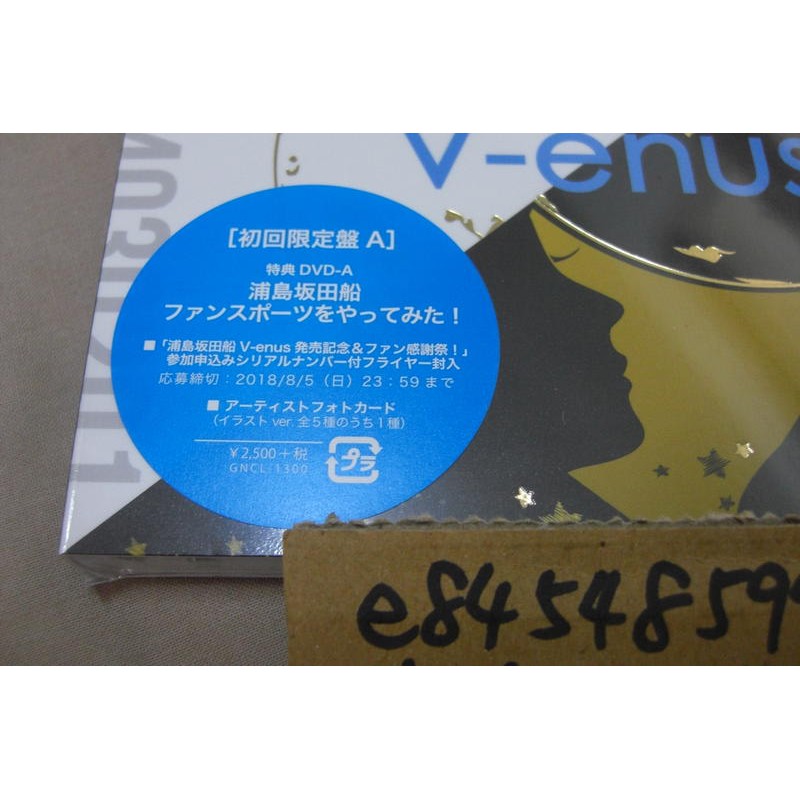 V-enus
[初回限定盤 A]
特典 DVD-A
浦島坂田船
ファンスポーツをやってみた!
■「浦島坂田船 V-enus 発売記念&ファン感謝祭!」
参加申込みシリアルナンバー付フライヤー封入
応募締切:2018/8/5(日)23:59まで
■ アーティストフォトカード
(イラスト ver. 全5種のうち1種)
¥2,500+税
GNCL-1300
プラ
e84548599